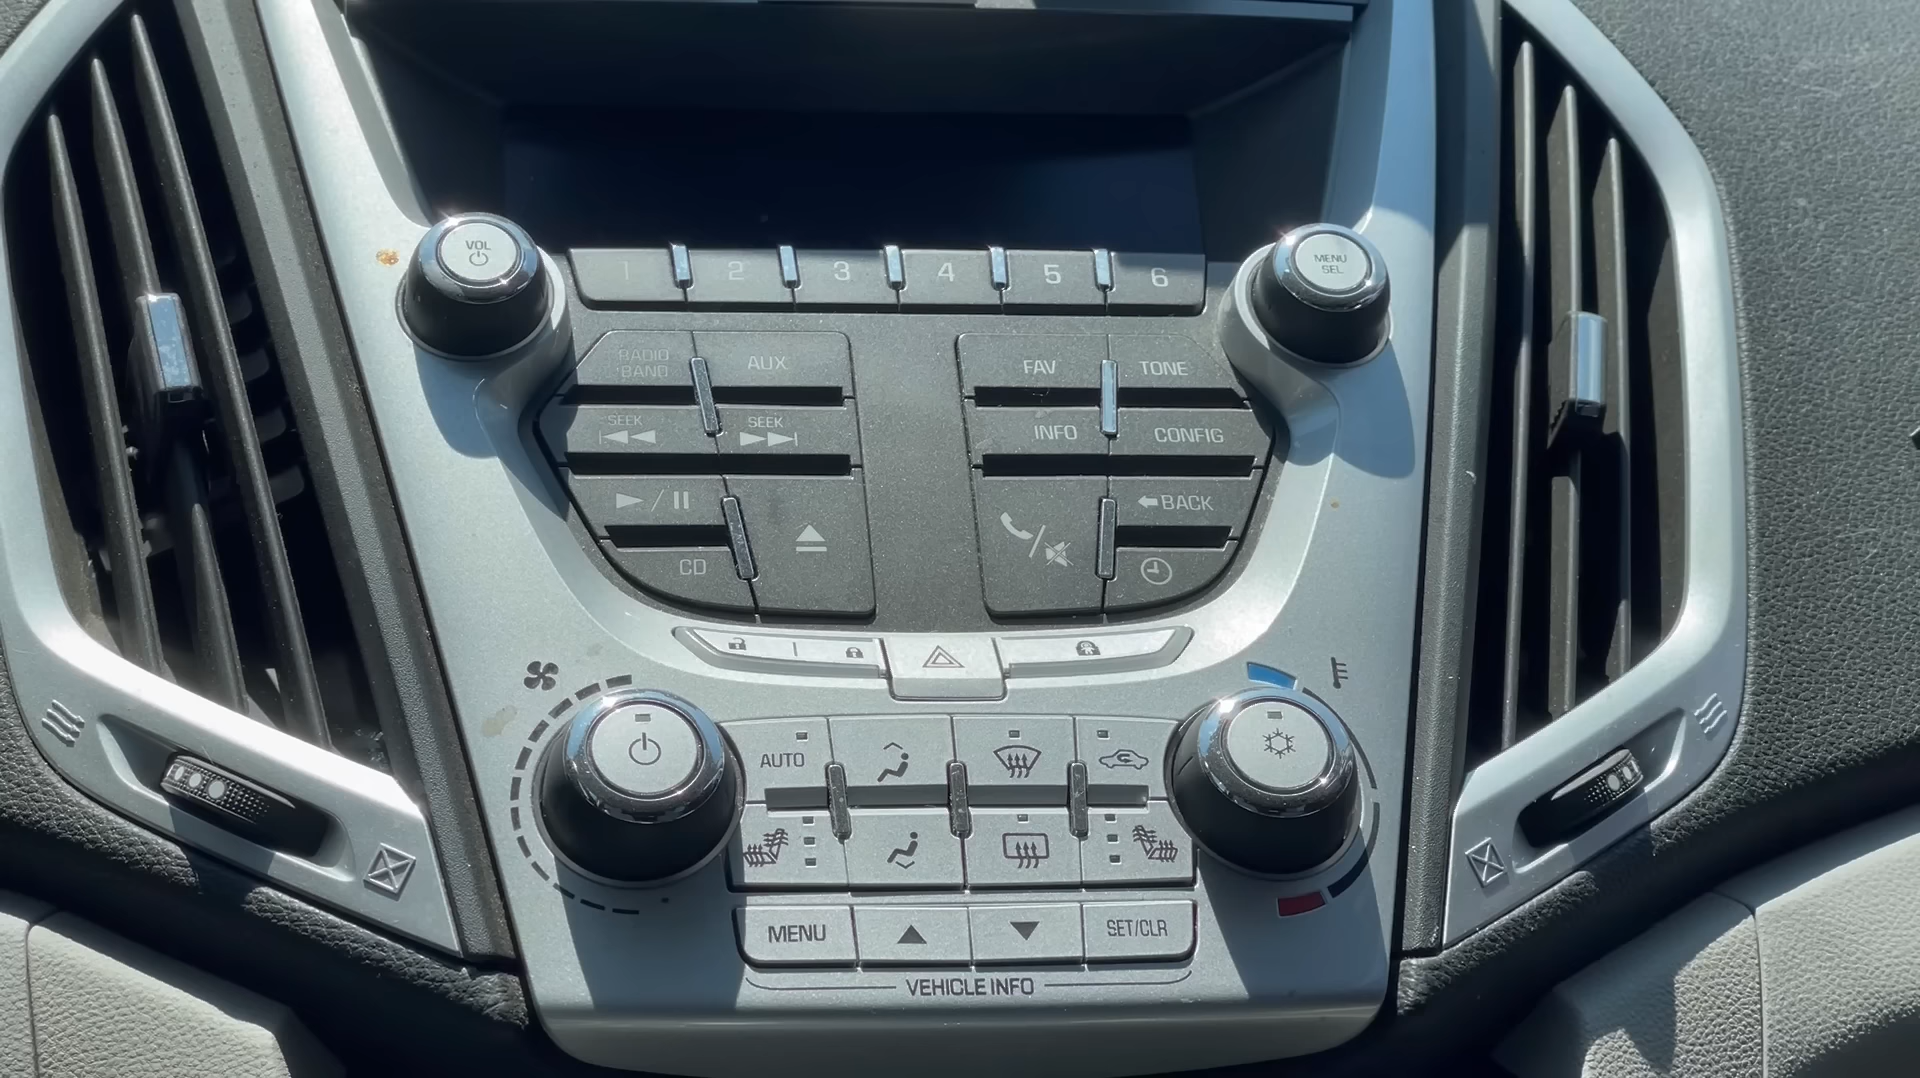 VOL
MENU
SEL
1
2
3
4
5
6
RADIO
BAND
AUX
FAV
TONE
SEEK
SEEK
INFO
CONFIG
BACK
CD
AUTO
MENU
SET/CLR
VEHICLE INFO